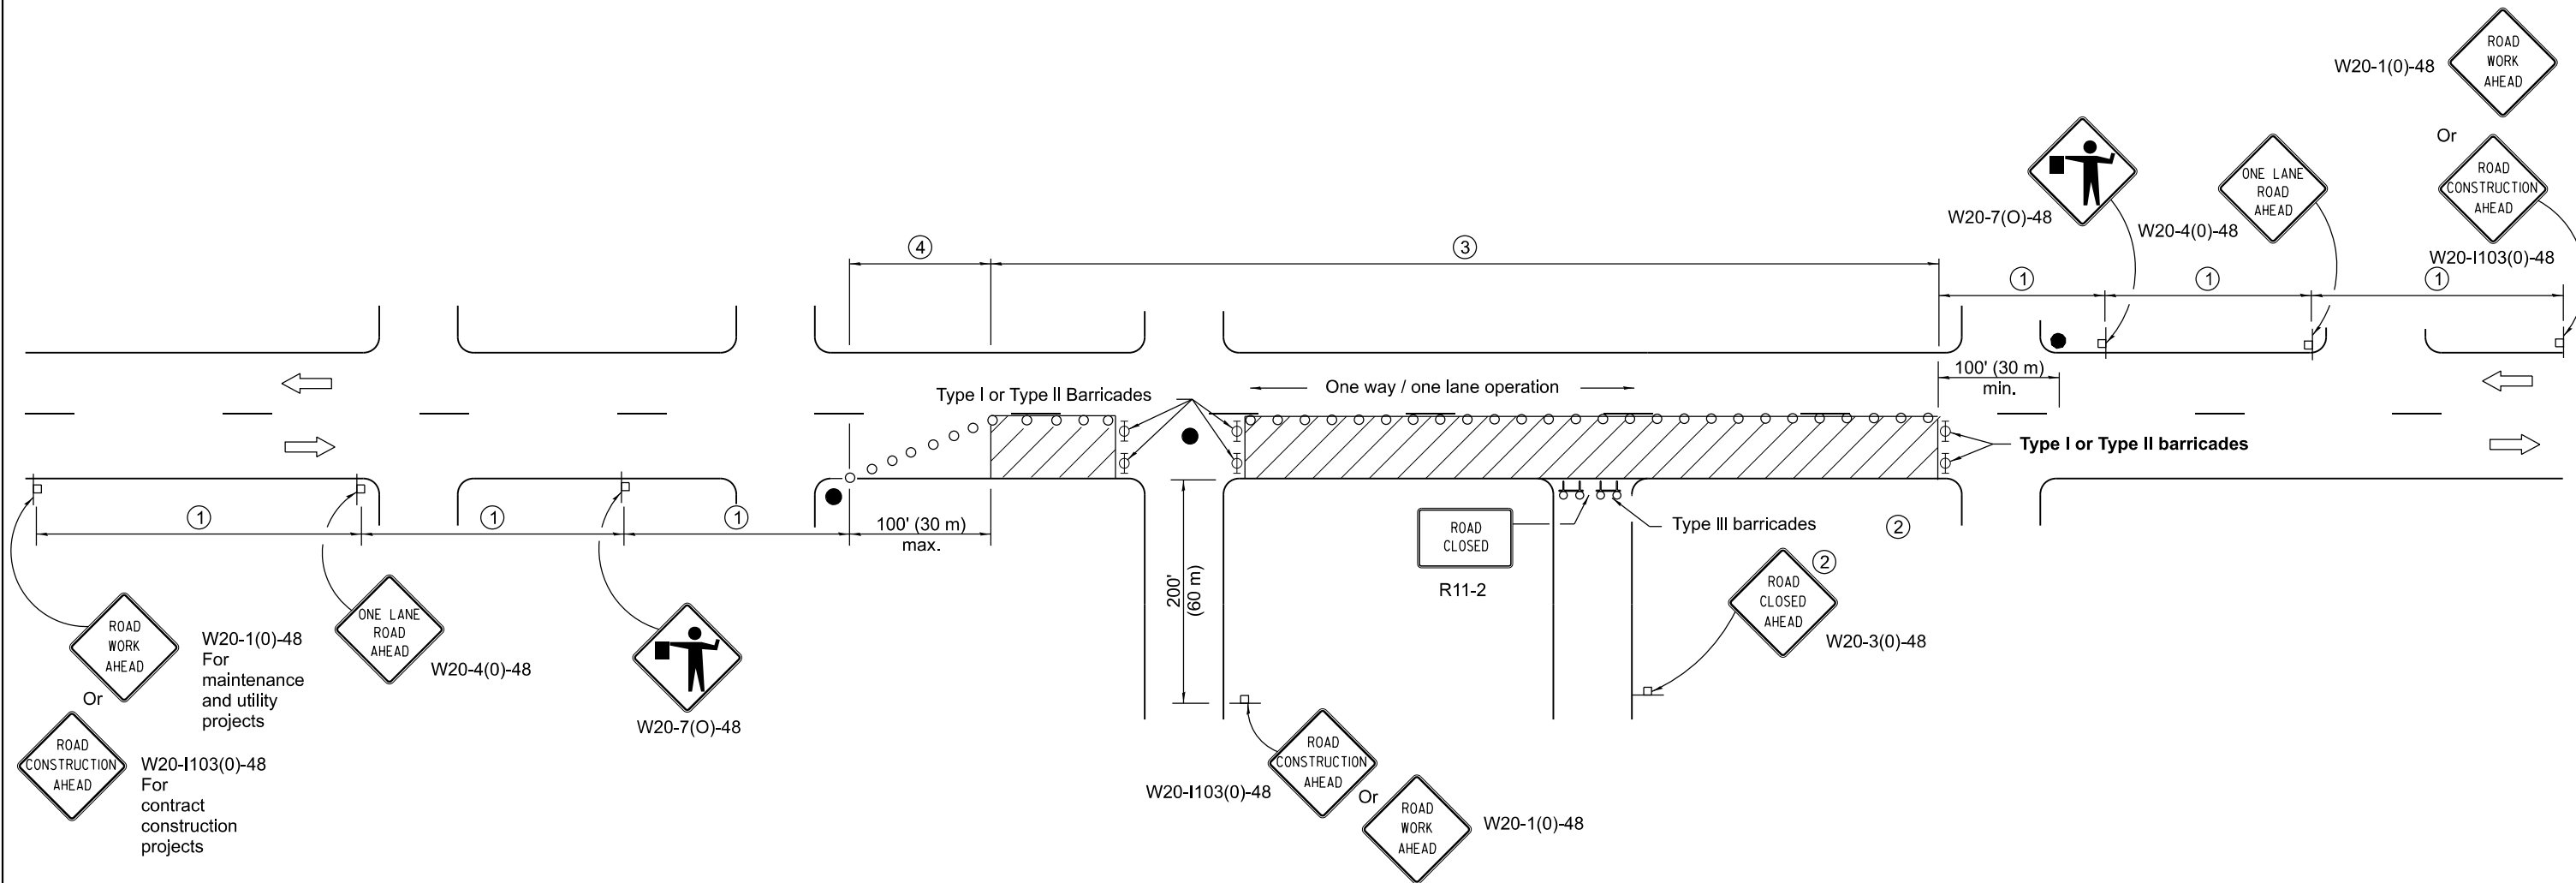 ROAD
WORK
AHEAD
W20-1(0)-48
Or
ROAD
CONSTRUCTION
AHEAD
W20-I103(0)-48
W20-7(O)-48
ONE LANE
ROAD
AHEAD
W20-4(0)-48
④
③
①
①
①
100' (30 m)
min.
Type I or Type II Barricades
One way / one lane operation
Type I or Type II barricades
①
①
①
100' (30 m)
max.
200'
(60 m)
ROAD
CLOSED
R11-2
Type III barricades
②
②
ROAD
CLOSED
AHEAD
W20-3(0)-48
ROAD
WORK
AHEAD
W20-1(0)-48
For
maintenance
and utility
projects
Or
ROAD
CONSTRUCTION
AHEAD
W20-I103(0)-48
For
contract
construction
projects
ONE LANE
ROAD
AHEAD
W20-4(0)-48
W20-7(O)-48
ROAD
CONSTRUCTION
AHEAD
W20-I103(0)-48
Or
ROAD
WORK
AHEAD
W20-1(0)-48